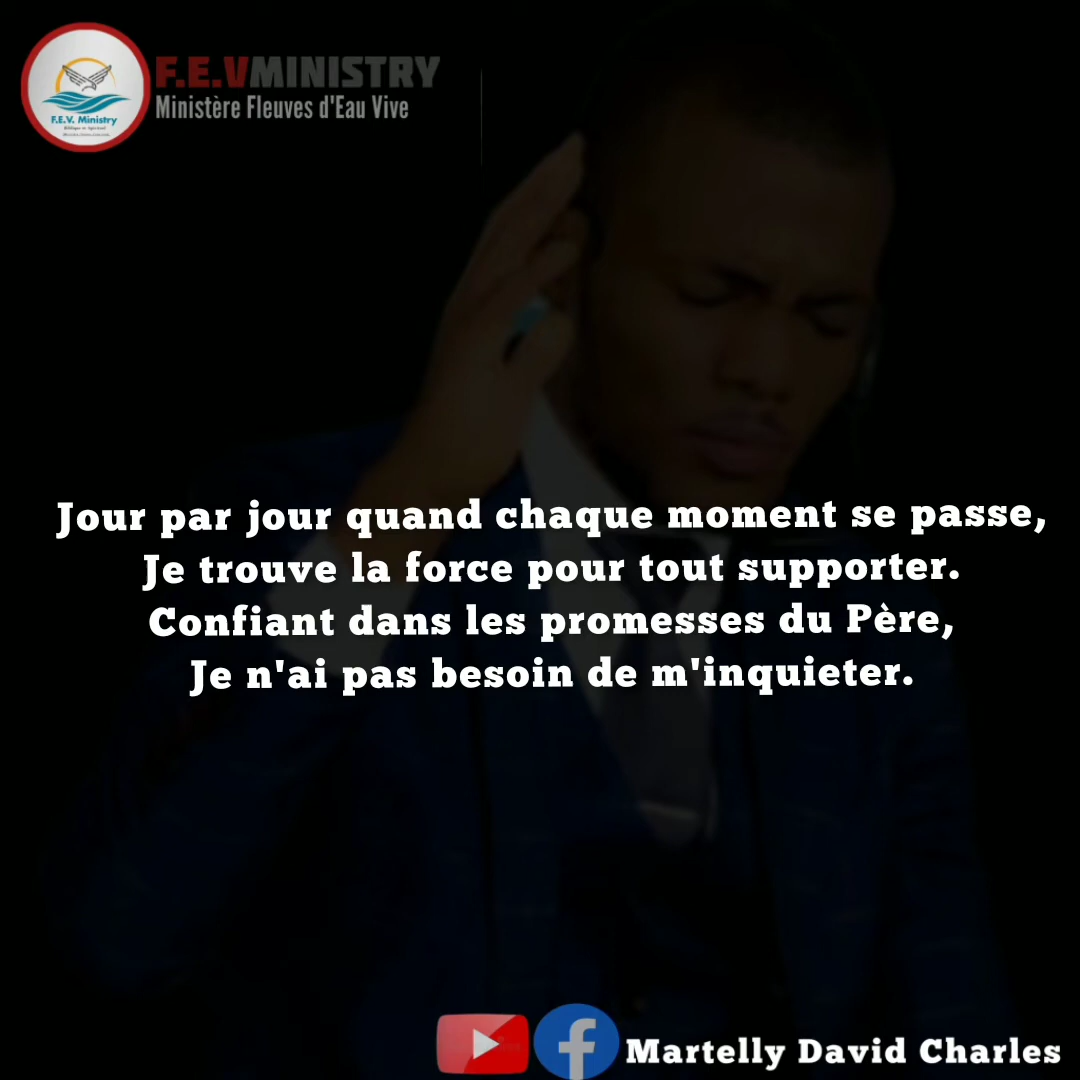 F.E.VMINISTRY
Ministère Fleuves d'Eau Vive
F.E.V. Ministry
Jour par jour quand chaque moment se passe,
Je trouve la force pour tout supporter.
Confiant dans les promesses du Père,
Je n'ai pas besoin de m'inquieter.
Martelly David Charles